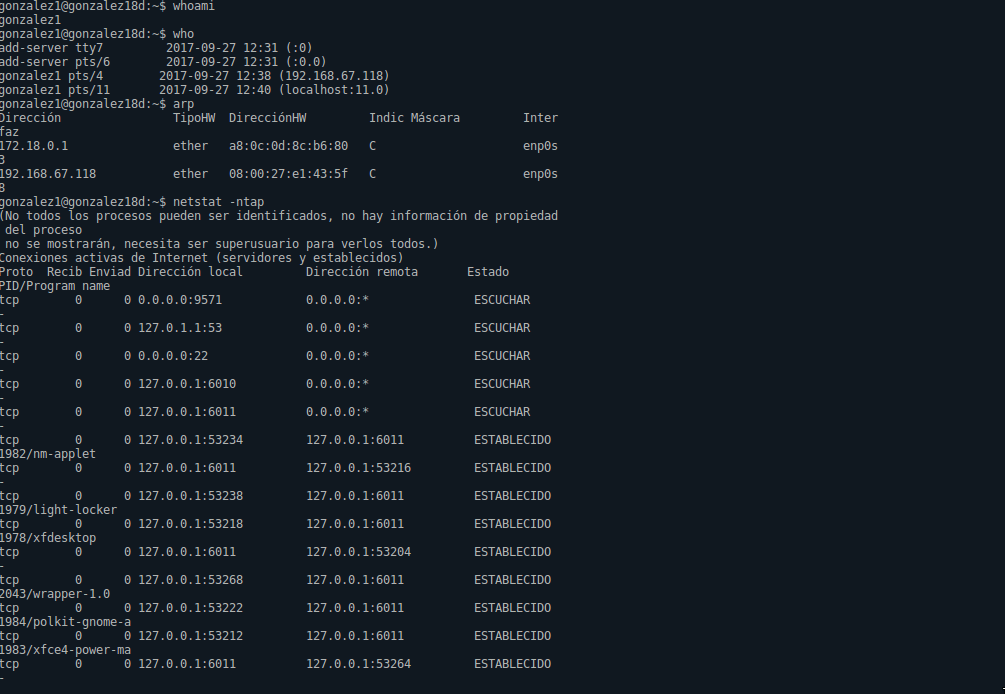 gonzalez1@gonzalez18d:~$ whoami
gonzalez1
gonzalez1@gonzalez18d:~$ who
add-server tty7         2017-09-27 12:31 (:0)
add-server pts/6        2017-09-27 12:31 (:0.0)
gonzalez1 pts/4        2017-09-27 12:38 (192.168.67.118)
gonzalez1 pts/11       2017-09-27 12:40 (localhost:11.0)
gonzalez1@gonzalez18d:~$ arp
Dirección                TipoHW  DirecciónHW         Indic Máscara         Inter
faz
172.18.0.1               ether   a8:0c:0d:8c:b6:80   C                     enp0s
3
192.168.67.118           ether   08:00:27:e1:43:5f   C                     enp0s
8
gonzalez1@gonzalez18d:~$ netstat -ntap
(No todos los procesos pueden ser identificados, no hay información de propiedad
 del proceso
 no se mostrarán, necesita ser superusuario para verlos todos.)
Conexiones activas de Internet (servidores y establecidos)
Proto  Recib Enviad Dirección local         Dirección remota       Estado
PID/Program name
tcp        0      0 0.0.0.0:9571            0.0.0.0:*               ESCUCHAR
-
tcp        0      0 127.0.1.1:53            0.0.0.0:*               ESCUCHAR
-
tcp        0      0 0.0.0.0:22              0.0.0.0:*               ESCUCHAR
-
tcp        0      0 127.0.0.1:6010          0.0.0.0:*               ESCUCHAR
-
tcp        0      0 127.0.0.1:6011          0.0.0.0:*               ESCUCHAR
-
tcp        0      0 127.0.0.1:53234         127.0.0.1:6011          ESTABLECIDO
1982/nm-applet
tcp        0      0 127.0.0.1:6011          127.0.0.1:53216         ESTABLECIDO
-
tcp        0      0 127.0.0.1:53238         127.0.0.1:6011          ESTABLECIDO
1979/light-locker
tcp        0      0 127.0.0.1:53218         127.0.0.1:6011          ESTABLECIDO
1978/xfdesktop
tcp        0      0 127.0.0.1:6011          127.0.0.1:53204         ESTABLECIDO
-
tcp        0      0 127.0.0.1:53268         127.0.0.1:6011          ESTABLECIDO
2043/wrapper-1.0
tcp        0      0 127.0.0.1:53222         127.0.0.1:6011          ESTABLECIDO
1984/polkit-gnome-a
tcp        0      0 127.0.0.1:53212         127.0.0.1:6011          ESTABLECIDO
1983/xfce4-power-ma
tcp        0      0 127.0.0.1:6011          127.0.0.1:53264         ESTABLECIDO
-